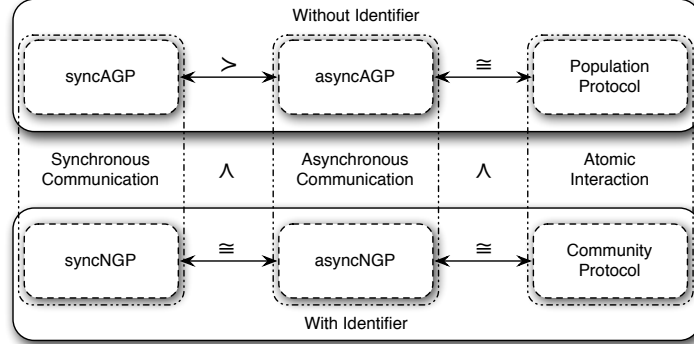 Without Identifier
syncAGP
≻
asyncAGP
≅
Population
Protocol
Synchronous
Communication
⋏
Asynchronous
Communication
⋏
Atomic
Interaction
syncNGP
≅
asyncNGP
≅
Community
Protocol
With Identifier